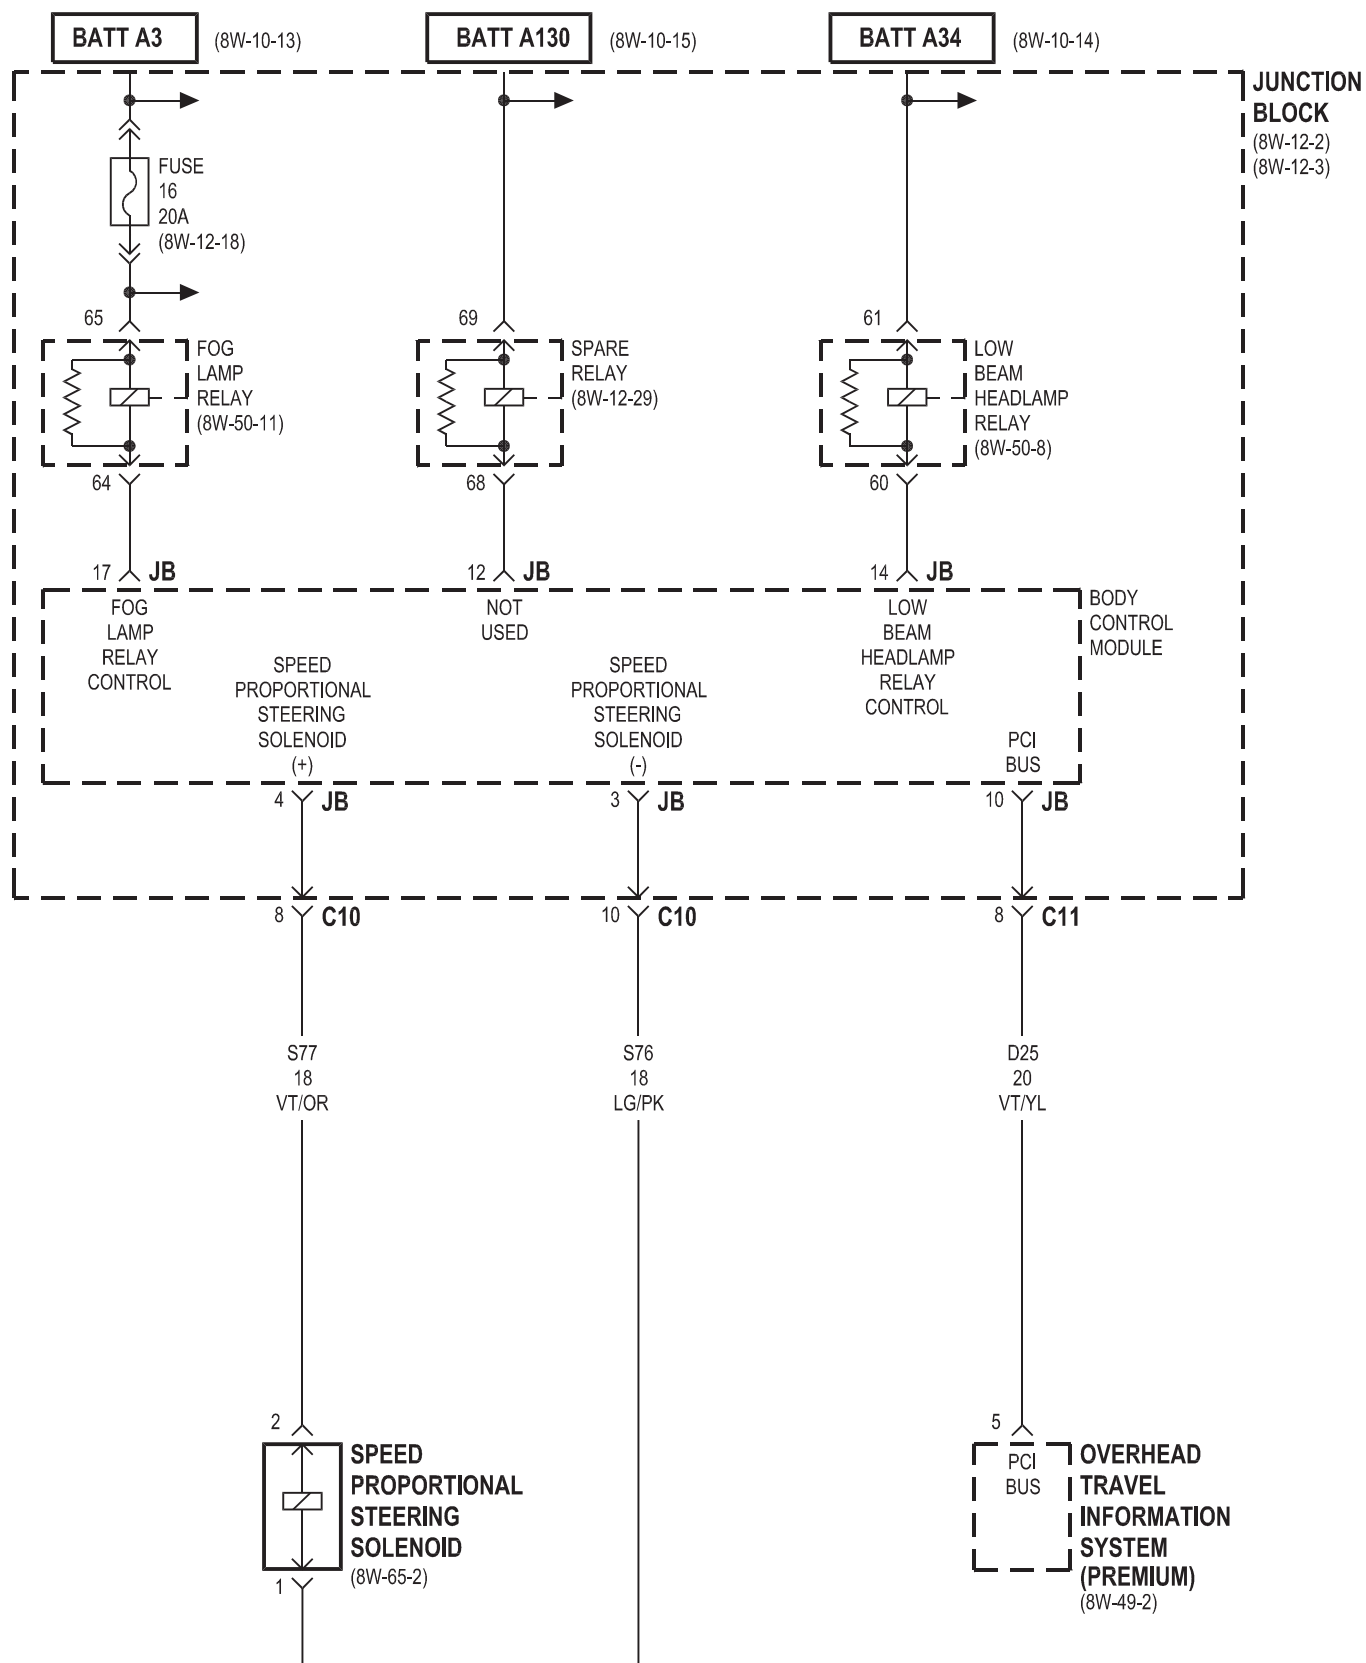 BATT A3 (8W-10-13)
BATT A130 (8W-10-15)
BATT A34 (8W-10-14)
JUNCTION
BLOCK
(8W-12-2)
(8W-12-3)
FUSE
16
20A
(8W-12-18)
65
FOG
LAMP
RELAY
(8W-50-11)
64
69
SPARE
RELAY
(8W-12-29)
68
61
LOW
BEAM
HEADLAMP
RELAY
(8W-50-8)
60
17 JB
12 JB
14 JB
FOG
LAMP
RELAY
CONTROL
NOT
USED
LOW
BEAM
HEADLAMP
RELAY
CONTROL
BODY
CONTROL
MODULE
SPEED
PROPORTIONAL
STEERING
SOLENOID
(+)
SPEED
PROPORTIONAL
STEERING
SOLENOID
(-)
PCI
BUS
4 JB
3 JB
10 JB
8 C10
10 C10
8 C11
S77
18
VT/OR
S76
18
LG/PK
D25
20
VT/YL
2
SPEED
PROPORTIONAL
STEERING
SOLENOID
(8W-65-2)
1
5
PCI
BUS
OVERHEAD
TRAVEL
INFORMATION
SYSTEM
(PREMIUM)
(8W-49-2)